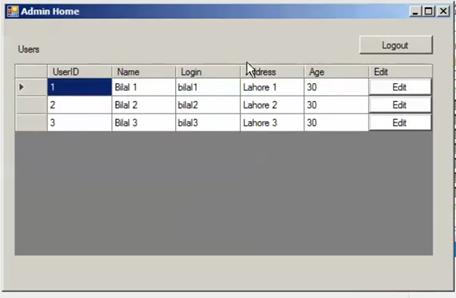 Admin Home
Logout
Users
UserID Name Login Address Age Edit
1 Bilal 1 bilal1 Lahore 1 30 Edit
2 Bilal 2 bilal2 Lahore 2 30 Edit
3 Bilal 3 bilal3 Lahore 3 30 Edit